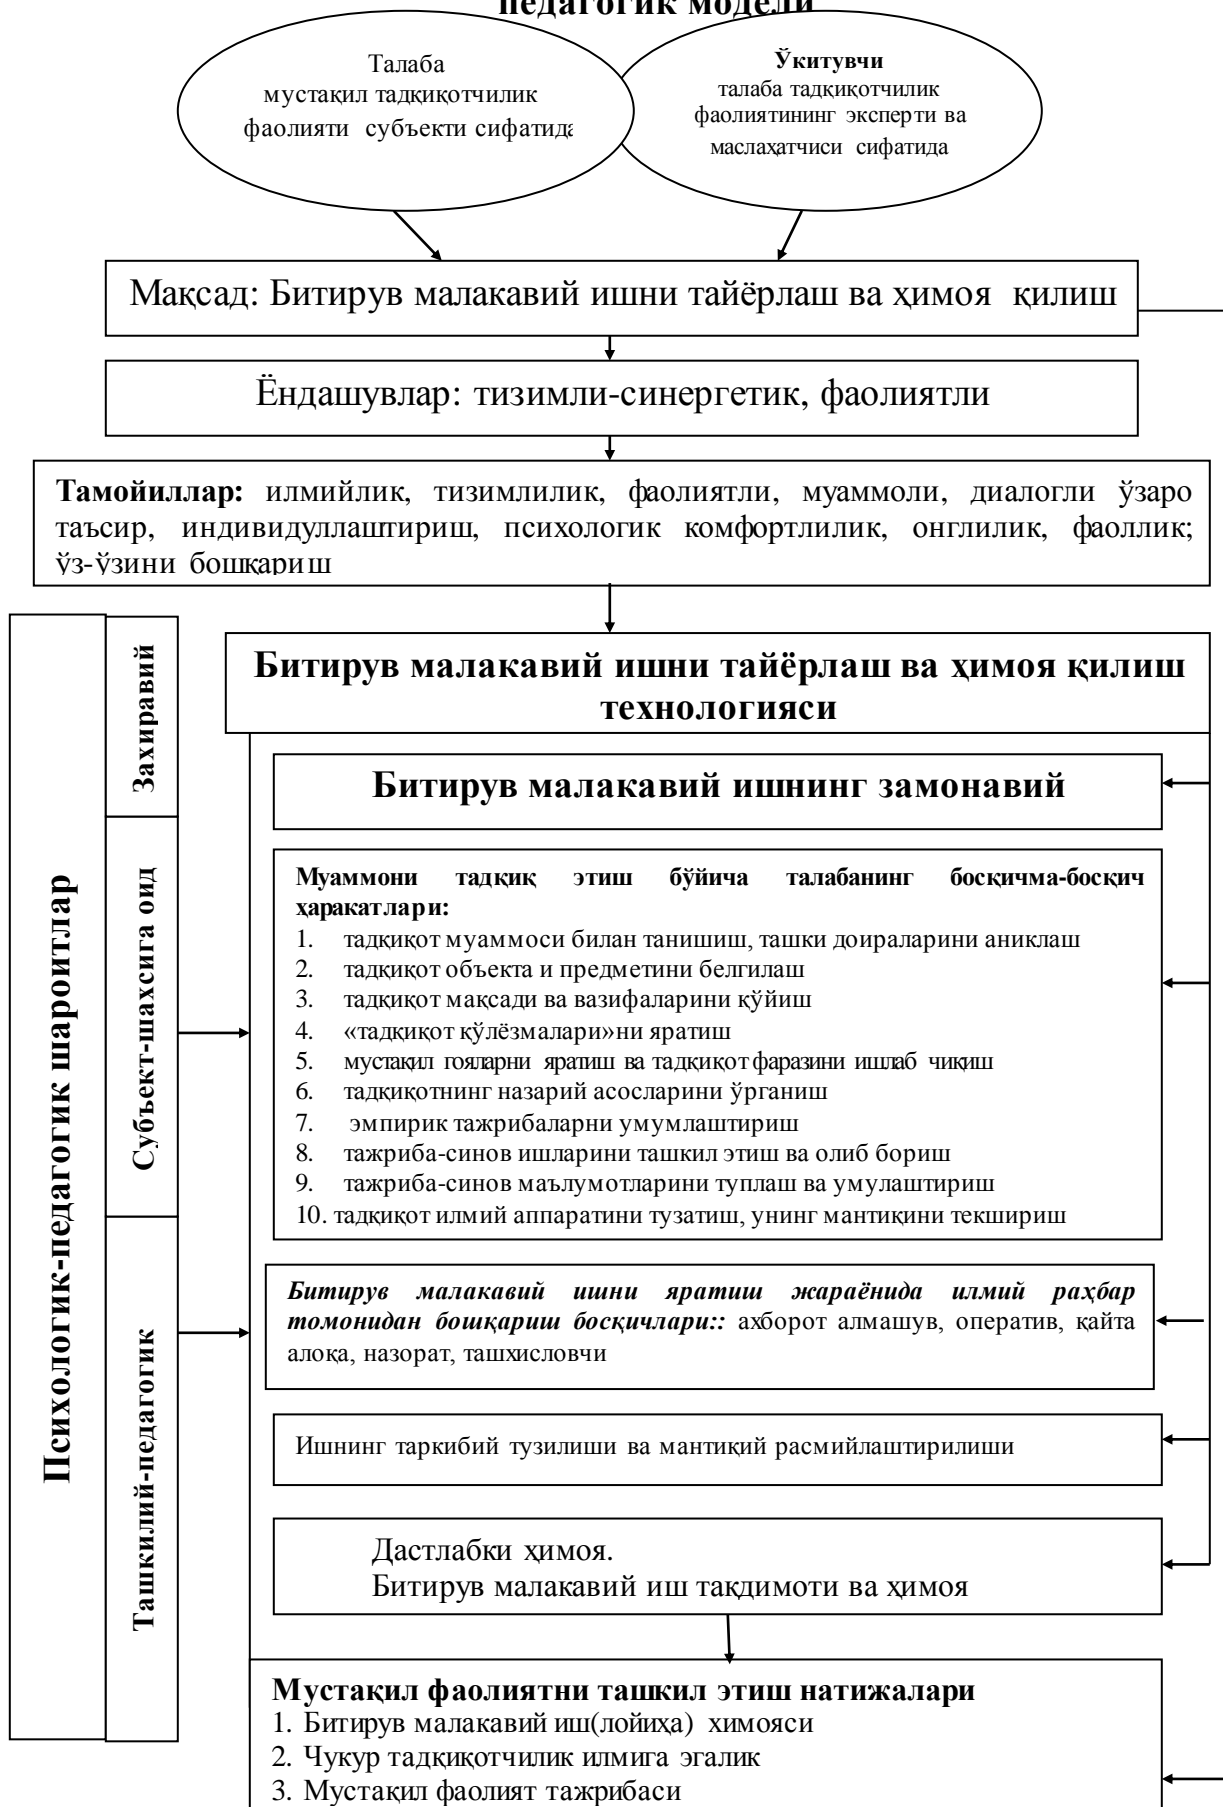 педагогик модели
Талаба
мустақил тадқиқотчилик
фаолияти субъекти сифатида
Ўкитувчи
талаба тадқиқотчилик
фаолиятининг эксперти ва
маслаҳатчиси сифатида
Мақсад: Битирув малакавий ишни тайёрлаш ва ҳимоя қилиш
Ёндашувлар: тизимли-синергетик, фаолиятли
Тамойиллар: илмийлик, тизимлилик, фаолиятли, муаммоли, диалогли ўзаро
таъсир, индивидуллаштириш, психологик комфортлилик, онглилик, фаоллик;
ўз-ўзини бошқариш
Психологик-педагогик шароитлар
Захиравий
Субъект-шахсига оид
Ташкилий-педагогик
Битирув малакавий ишни тайёрлаш ва ҳимоя қилиш
технологияси
Битирув малакавий ишнинг замонавий
Муаммони тадқиқ этиш бўйича талабанинг босқичма-босқич
ҳаракатлари:
1. тадқиқот муаммоси билан танишиш, ташки доираларини аниклаш
2. тадқиқот объекта и предметини белгилаш
3. тадқиқот мақсади ва вазифаларини қўйиш
4. «тадқиқот қўлёзмалари»ни яратиш
5. мустақил гояларни яратиш ва тадқиқот фаразини ишлаб чиқиш
6. тадқиқотнинг назарий асосларини ўрганиш
7. эмпирик тажрибаларни умумлаштириш
8. тажриба-синов ишларини ташкил этиш ва олиб бориш
9. тажриба-синов маълумотларини туплаш ва умулаштириш
10. тадқиқот илмий аппаратини тузатиш, унинг мантиқини текшириш
Битирув малакавий ишни яратиш жараёнида илмий раҳбар
томонидан бошқариш босқичлари:: ахборот алмашув, оператив, қайта
алоқа, назорат, ташхисловчи
Ишнинг таркибий тузилиши ва мантиқий расмийлаштирилиши
Дастлабки ҳимоя.
Битирув малакавий иш тақдимоти ва ҳимоя
Мустақил фаолиятни ташкил этиш натижалари
1. Битирув малакавий иш(лойиҳа) химояси
2. Чукур тадқиқотчилик илмига эгалик
3. Мустақил фаолият тажрибаси